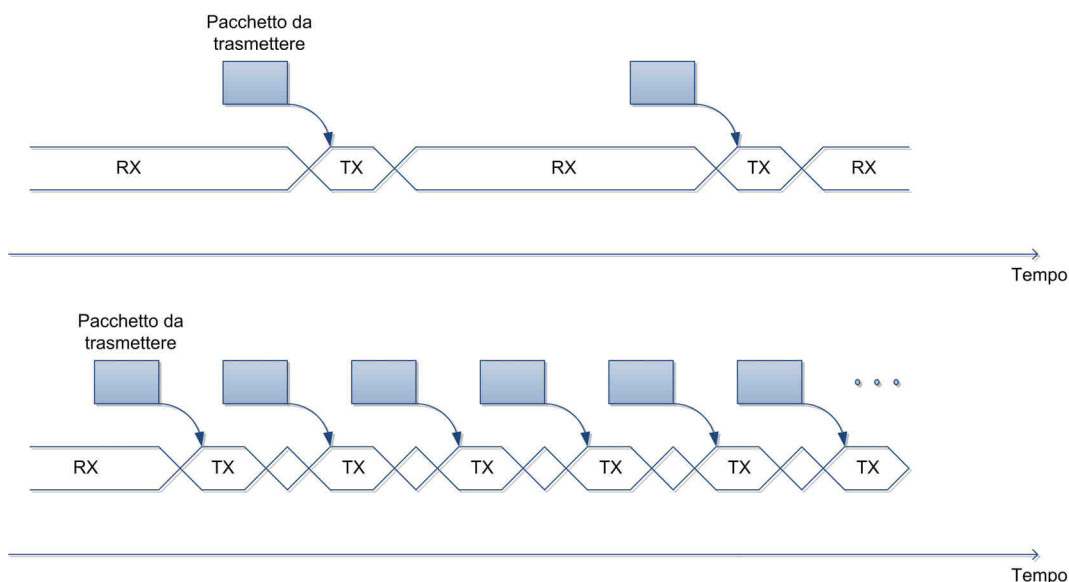 Pacchetto da
trasmettere
RX TX RX TX RX
Tempo
Pacchetto da
trasmettere
RX TX TX TX TX TX TX
Tempo